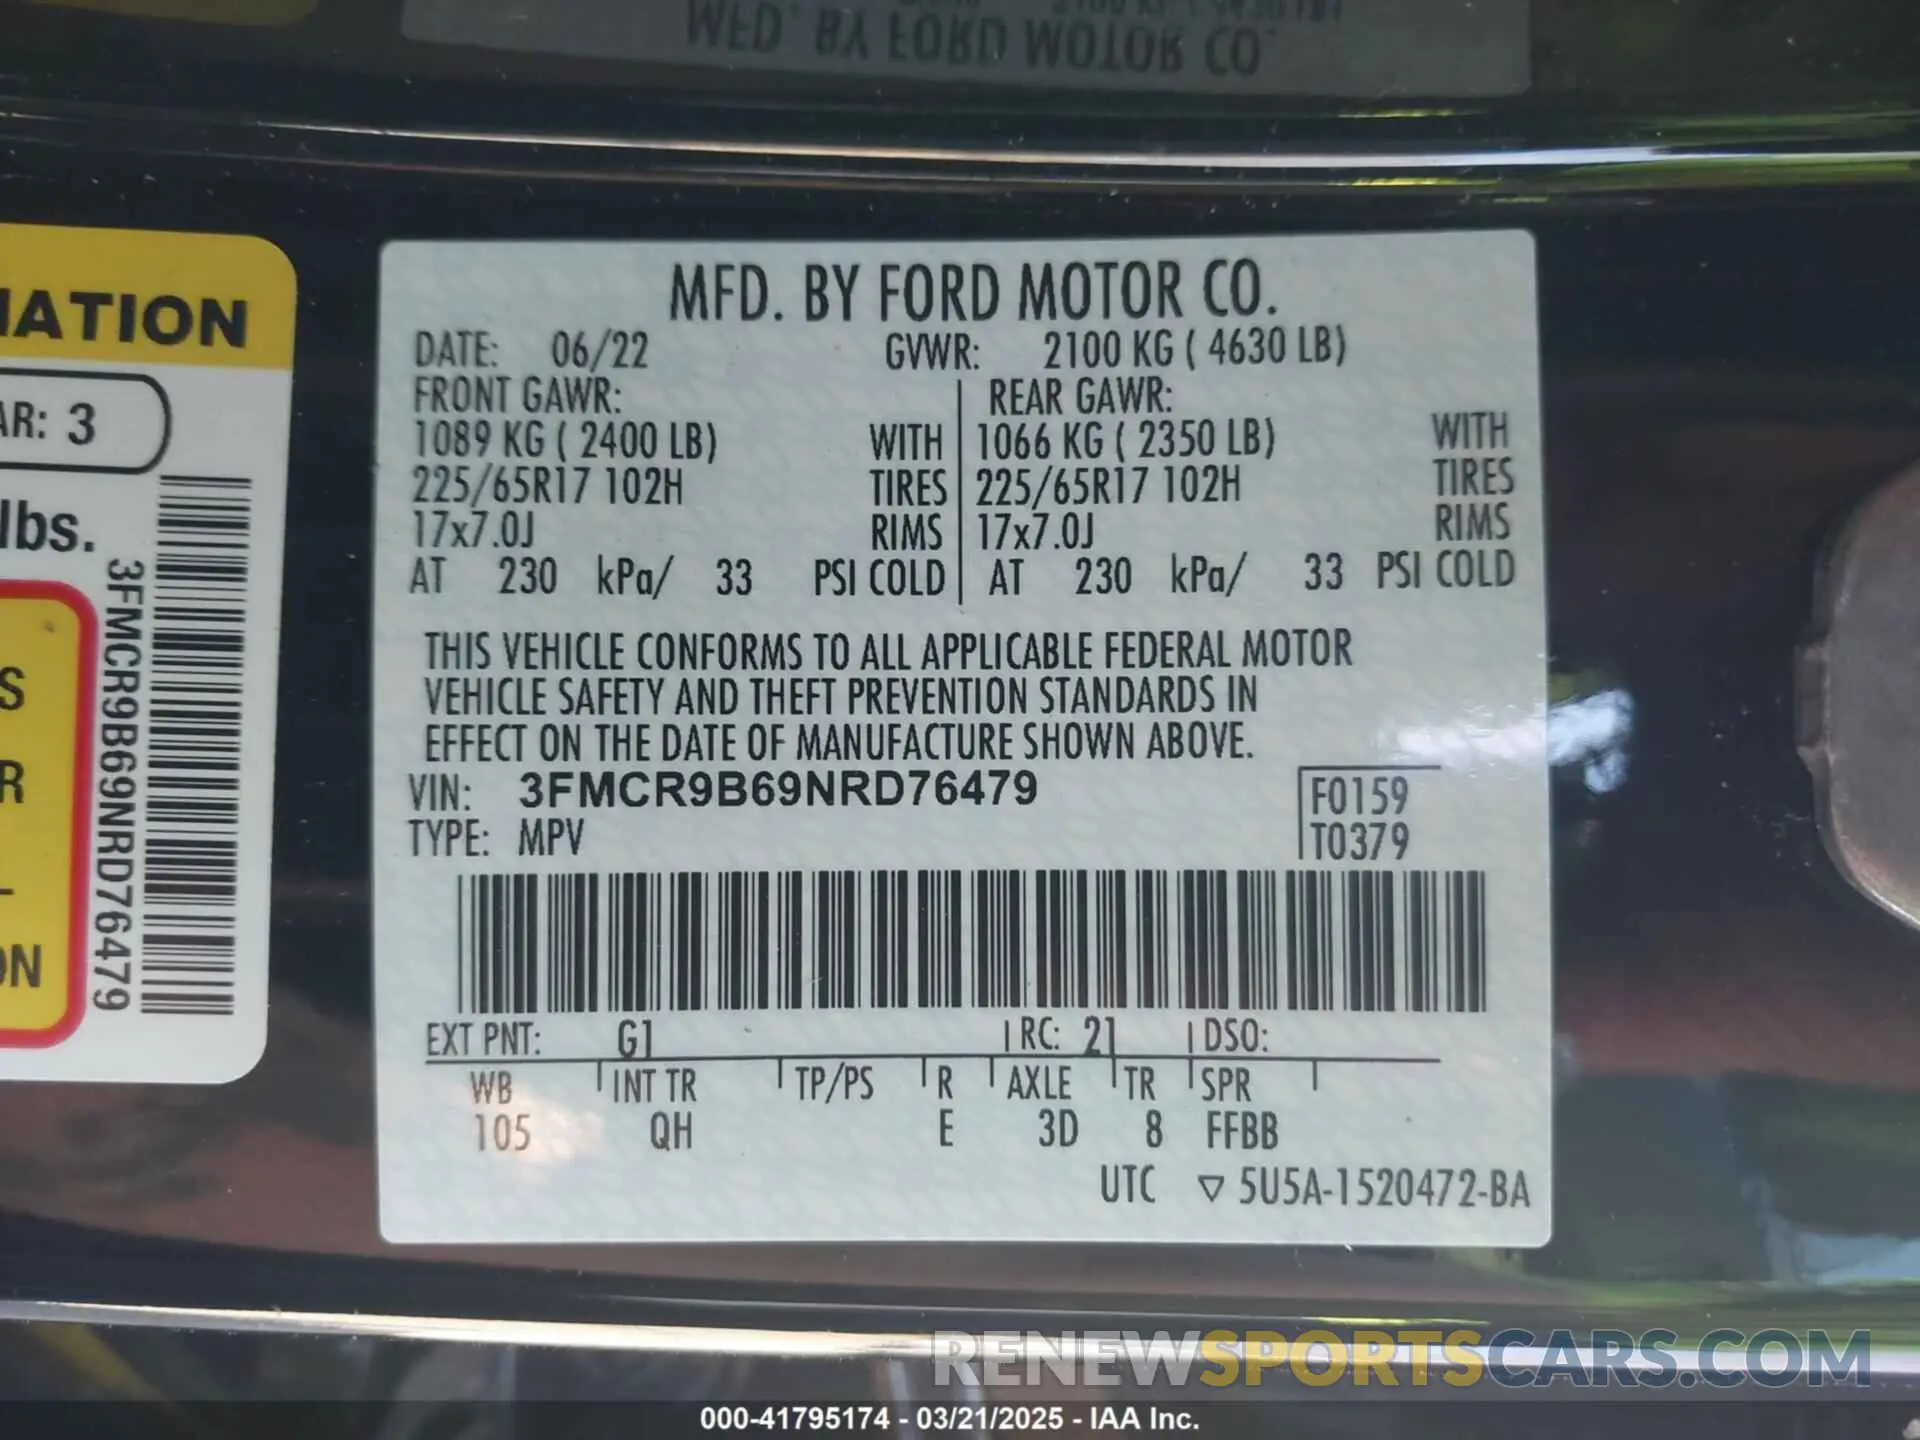 MFD. BY FORD MOTOR CO.
MATION
AR: 3
lbs.
3FMCR9B69NRD76479
S
R
ON
MFD. BY FORD MOTOR CO.
DATE: 06/22 GVWR: 2100 KG ( 4630 LB)
FRONT GAWR: REAR GAWR:
1089 KG ( 2400 LB) WITH 1066 KG ( 2350 LB) WITH
225/65R17 102H TIRES 225/65R17 102H TIRES
17x7.0J RIMS 17x7.0J RIMS
AT 230 kPa/ 33 PSI COLD AT 230 kPa/ 33 PSI COLD
THIS VEHICLE CONFORMS TO ALL APPLICABLE FEDERAL MOTOR
VEHICLE SAFETY AND THEFT PREVENTION STANDARDS IN
EFFECT ON THE DATE OF MANUFACTURE SHOWN ABOVE.
VIN: 3FMCR9B69NRD76479 F0159
TYPE: MPV T0379
EXT PNT: G1 RC: 21 DSO:
WB INT TR TP/PS R AXLE TR SPR
105 QH E 3D 8 FFBB
UTC ▽ 5U5A-1520472-BA
RENEWSPORTSCARS.COM
000-41795174 - 03/21/2025 - IAA Inc.